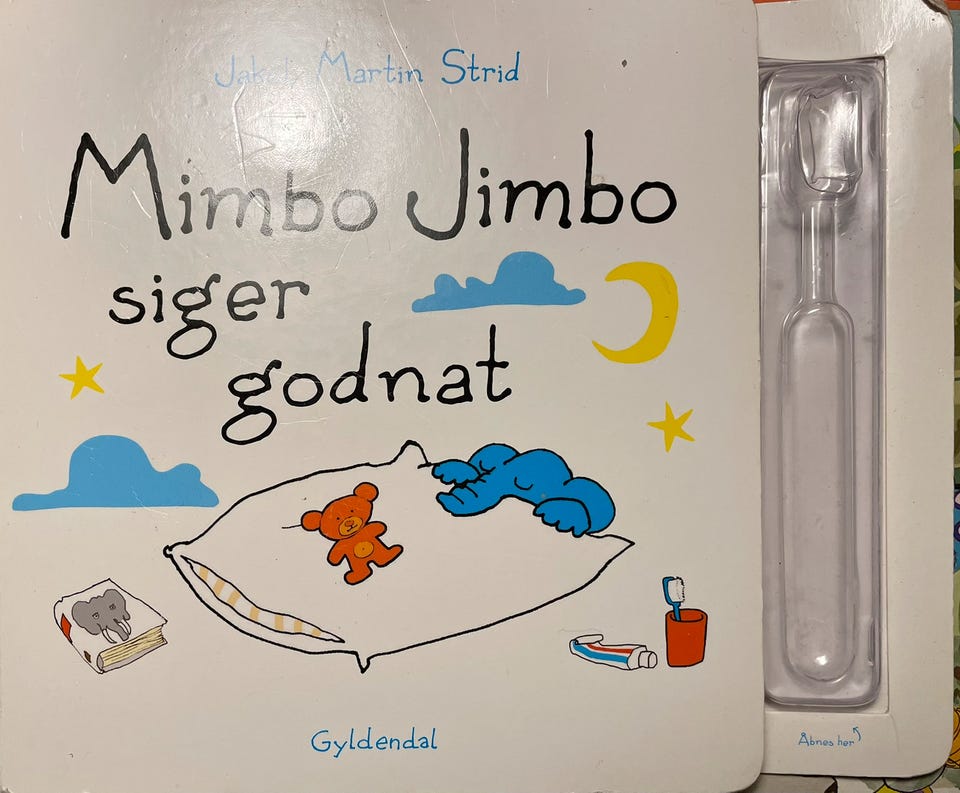 Jakob Martin Strid
Mimbo Jimbo
siger
godnat
Gyldendal
Åbnes her